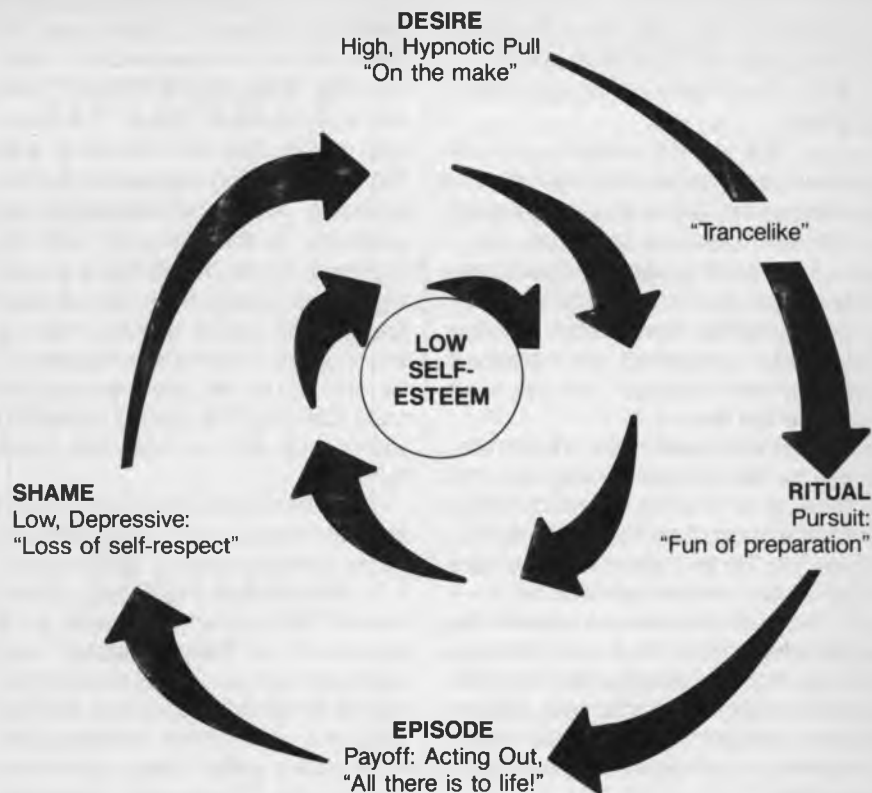 DESIRE
High, Hypnotic Pull
“On the make”
“Trancelike”
LOW
SELF-
ESTEEM
RITUAL
Pursuit:
“Fun of preparation”
EPISODE
Payoff: Acting Out,
“All there is to life!”
SHAME
Low, Depressive:
“Loss of self-respect”